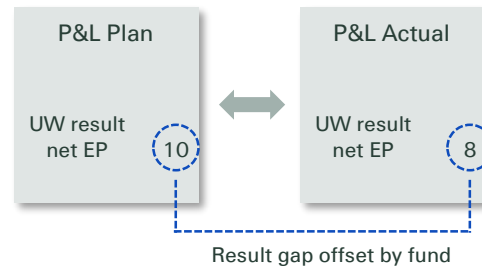 P&L Plan
UW result
net EP
10
P&L Actual
UW result
net EP
8
Result gap offset by fund